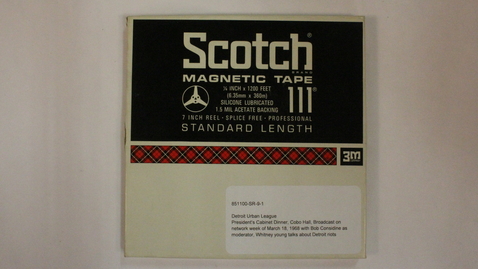 Scotch®
BRAND
MAGNETIC TAPE
¼ INCH x 1200 FEET
(6.35mm x 360m)
SILICONE LUBRICATED
1.5 MIL ACETATE BACKING
111®
7 INCH REEL · SPLICE FREE · PROFESSIONAL
STANDARD LENGTH
3M
651100-SR-9-1
Detroit Urban League
President's Cabinet Dinner, Cobo Hall, Broadcast on
network week of March 19, 1968 with Bob Considine as
moderator, Whitney young talks about Detroit riots